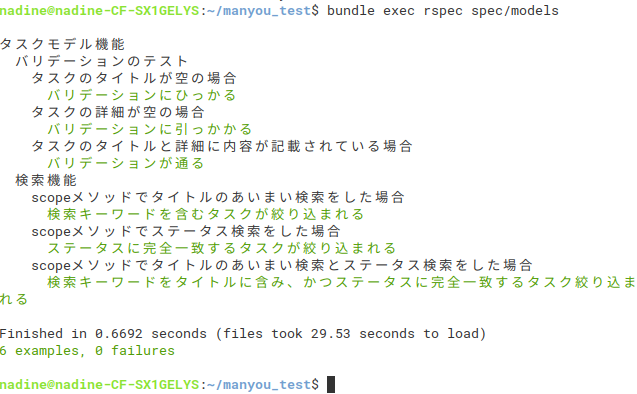 nadine@nadine-CF-SX1GELYS:~/manyou_test$ bundle exec rspec spec/models
タスクモデル機能
バリデーションのテスト
タスクのタイトルが空の場合
バリデーションにひっかる
タスクの詳細が空の場合
バリデーションに引っかかる
タスクのタイトルと詳細に内容が記載されている場合
バリデーションが通る
検索機能
scopeメソッドでタイトルのあいまい検索をした場合
検索キーワードを含むタスクが絞り込まれる
scopeメソッドでステータス検索をした場合
ステータスに完全一致するタスクが絞り込まれる
scopeメソッドでタイトルのあいまい検索とステータス検索をした場合
検索キーワードをタイトルに含み、かつステータスに完全一致するタスク絞り込ま
れる
Finished in 0.6692 seconds (files took 29.53 seconds to load)
6 examples, 0 failures
nadine@nadine-CF-SX1GELYS:~/manyou_test$